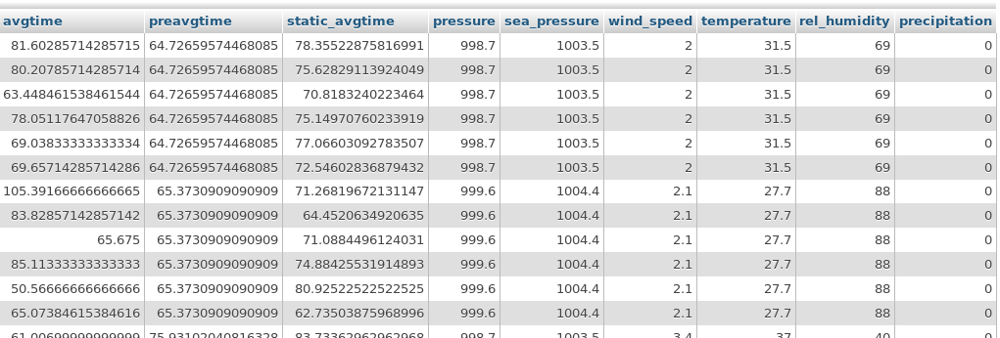 avgtime preavgtime static_avgtime pressure sea_pressure wind_speed temperature rel_humidity precipitation
81.60285714285715 64.72659574468085 78.35522875816991 998.7 1003.5 2 31.5 69 0
80.20785714285714 64.72659574468085 75.62829113924049 998.7 1003.5 2 31.5 69 0
63.448461538461544 64.72659574468085 70.8183240223464 998.7 1003.5 2 31.5 69 0
78.05117647058826 64.72659574468085 75.14970760233919 998.7 1003.5 2 31.5 69 0
69.03833333333334 64.72659574468085 77.06603092783507 998.7 1003.5 2 31.5 69 0
69.65714285714286 64.72659574468085 72.54602836879432 998.7 1003.5 2 31.5 69 0
105.39166666666665 65.3730909090909 71.26819672131147 999.6 1004.4 2.1 27.7 88 0
83.82857142857142 65.3730909090909 64.4520634920635 999.6 1004.4 2.1 27.7 88 0
65.675 65.3730909090909 71.0884496124031 999.6 1004.4 2.1 27.7 88 0
85.11333333333333 65.3730909090909 74.88425531914893 999.6 1004.4 2.1 27.7 88 0
50.56666666666666 65.3730909090909 80.92522522522525 999.6 1004.4 2.1 27.7 88 0
65.07384615384616 65.3730909090909 62.73503875968996 999.6 1004.4 2.1 27.7 88 0
61.00699999999999 75.93102040816328 83.73362962962968 998.7 1003.5 3.4 37 40 0